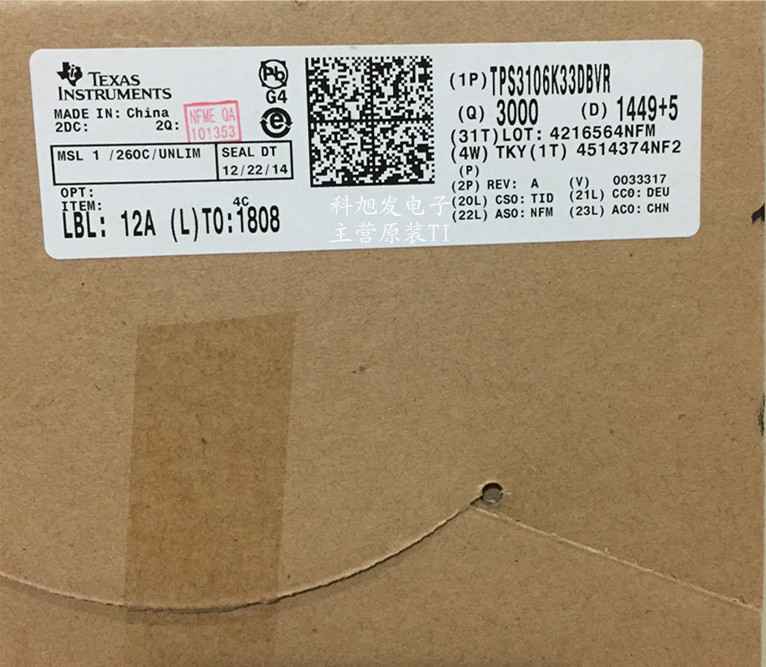 TEXAS
INSTRUMENTS
MADE IN: China
2DC: 2Q:
NFME QA
101353
MSL 1 /260C/UNLIM
SEAL DT
12/22/14
OPT:
ITEM:
4C
LBL: 12A (L)TO:1808
Pb
G4
e
(1P) TPS3106K33DBVR
(Q) 3000 (D) 1449+5
(31T) LOT: 4216564NFM
(4W) TKY(1T) 4514374NF2
(P)
(2P) REV: A (V) 0033317
(20L) CSO: TID (21L) CCO: DEU
(22L) ASO: NFM (23L) ACO: CHN
科旭发电子
主营原装TI